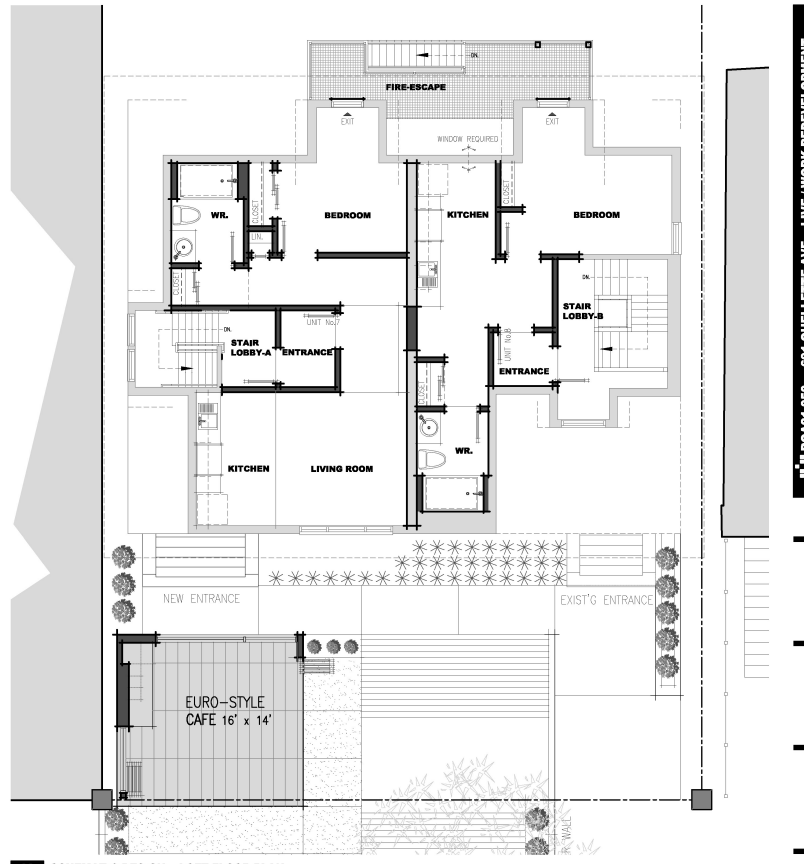 DN.
FIRE-ESCAPE
EXIT
EXIT
WINDOW REQUIRED
CLOSET
WR.
BEDROOM
KITCHEN
CLOSET
BEDROOM
LIN.
CLOSET
DN.
UNIT No.7
DN.
STAIR
LOBBY-A
ENTRANCE
STAIR
LOBBY-B
UNIT No.8
ENTRANCE
CLOSET
WR.
KITCHEN
LIVING ROOM
NEW ENTRANCE
EXIST'G ENTRANCE
EURO-STYLE
CAFE 16' x 14'
WALL